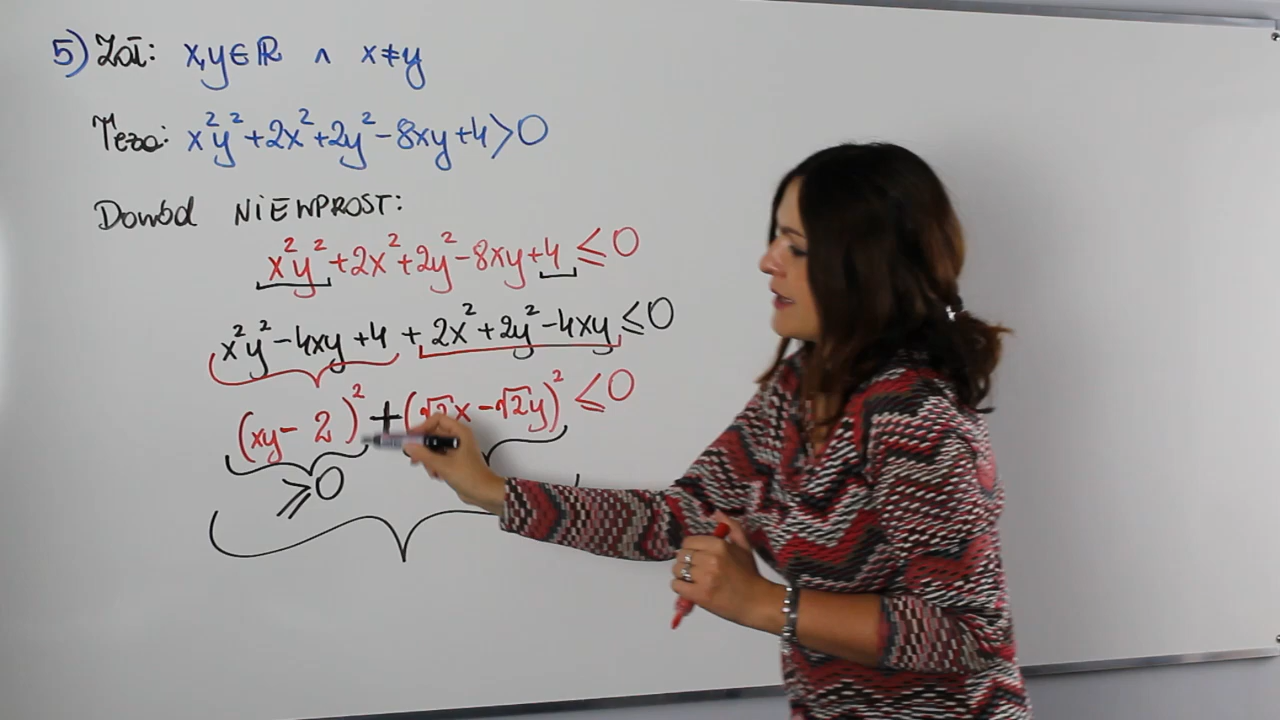 5) Zał: x,y∈ℝ ∧ x≠y
Teza: x²y²+2x²+2y²-8xy+4>0
Dowód NIEWPROST:
x²y²+2x²+2y²-8xy+4≤0
x²y²-4xy+4+2x²+2y²-4xy≤0
(xy-2)²+(√2x-√2y)²≤0
≥0